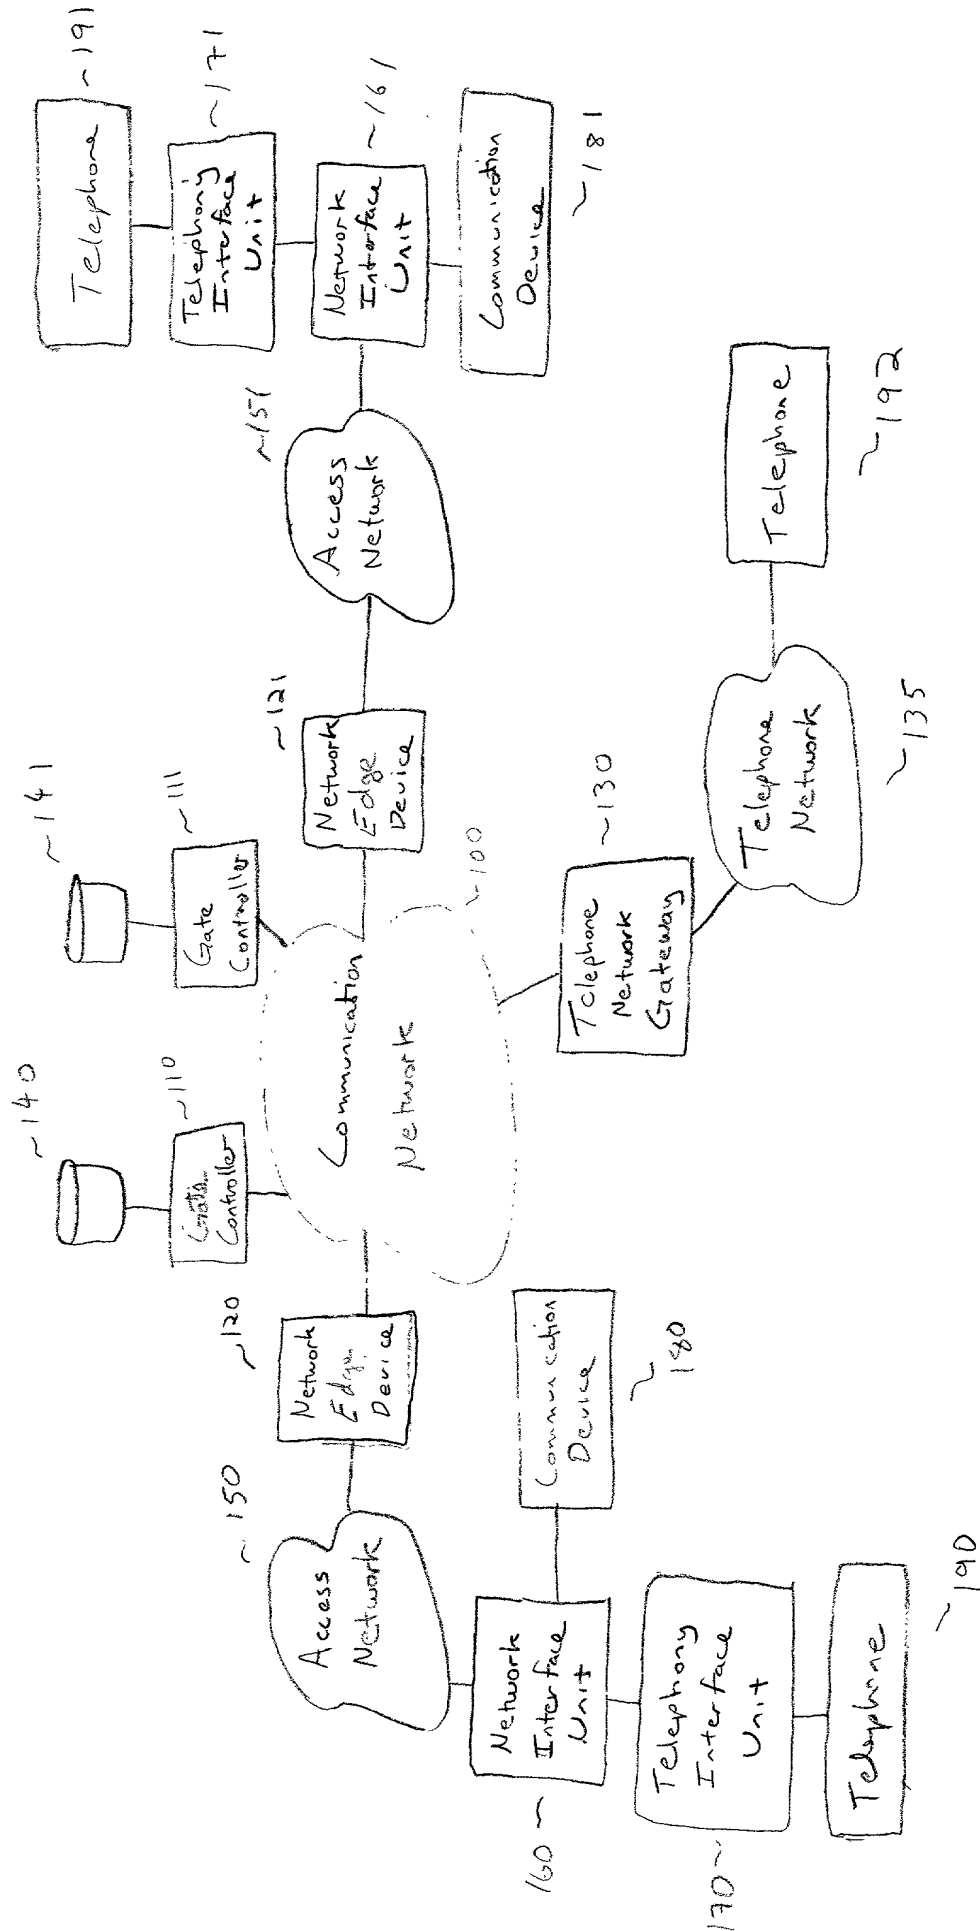 ~140
~110
Gate
Controller
~141
~111
Gate
Controller
~120
Network
Edge
Device
~150
Access
Network
Communication
Network
~100
~121
Network
Edge
Device
~151
Access
Network
Telephone
~191
Telephony
Interface
Unit
~171
Network
Interface
Unit
~161
Communication
Device
~181
160~
Network
Interface
Unit
Communication
Device
~180
170~
Telephony
Interface
Unit
Telephone
~190
Telephone
Network
Gateway
~130
Telephone
Network
~135
Telephone
~192